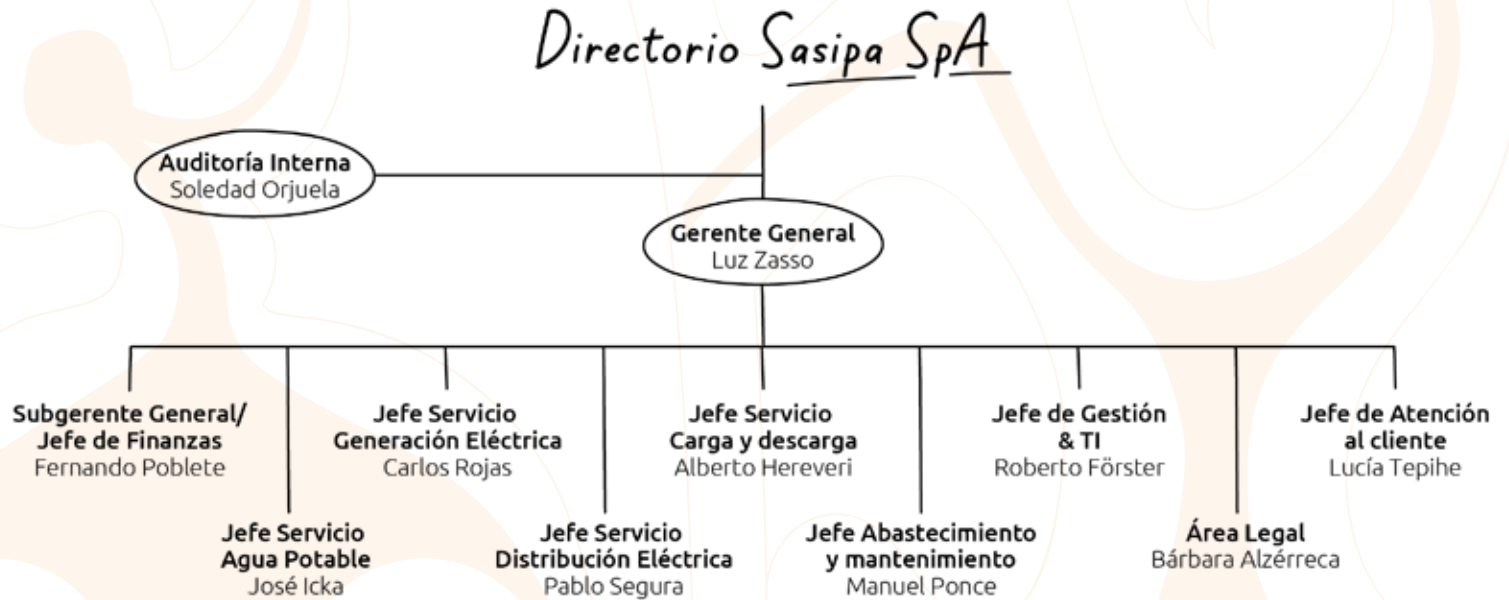 Directorio Sasipa SpA
Auditoría Interna
Soledad Orjuela
Gerente General
Luz Zasso
Subgerente General/
Jefe de Finanzas
Fernando Poblete
Jefe Servicio
Generación Eléctrica
Carlos Rojas
Jefe Servicio
Carga y descarga
Alberto Hereveri
Jefe de Gestión
& TI
Roberto Förster
Jefe de Atención
al cliente
Lucía Tepihe
Jefe Servicio
Agua Potable
José Icka
Jefe Servicio
Distribución Eléctrica
Pablo Segura
Jefe Abastecimiento
y mantenimiento
Manuel Ponce
Área Legal
Bárbara Alzérreca